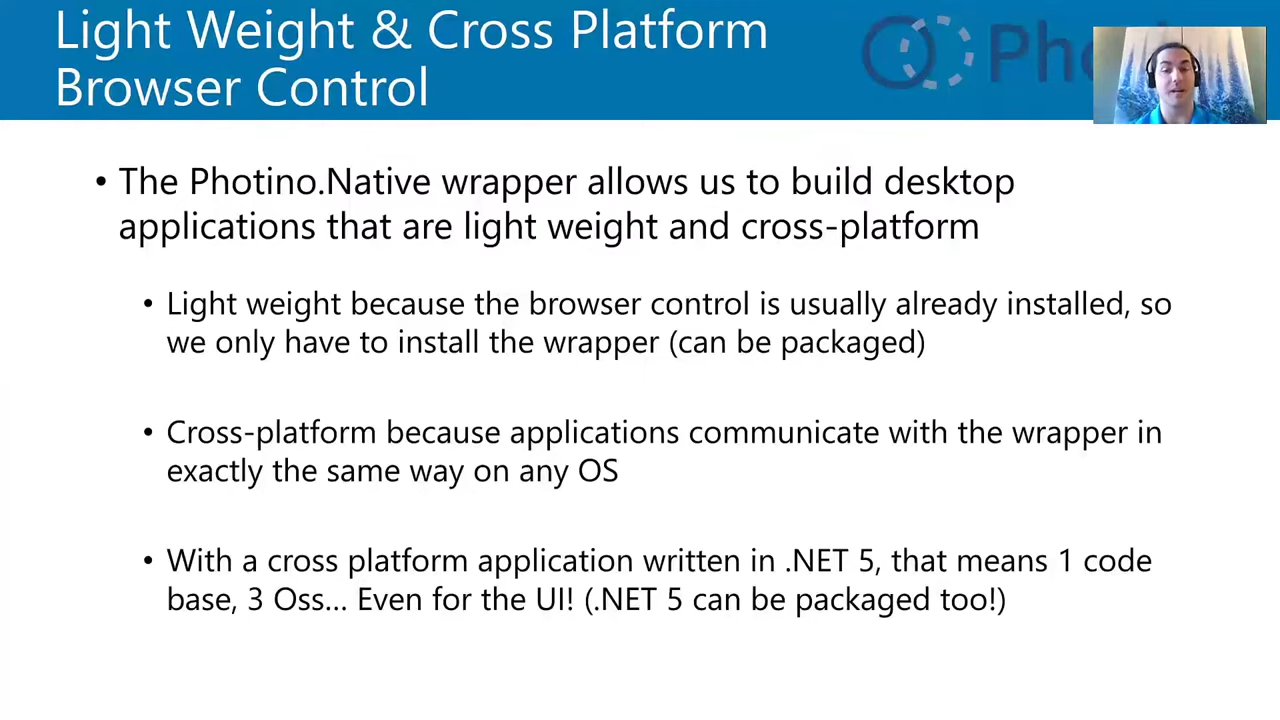 Light Weight & Cross Platform
Browser Control
• The Photino.Native wrapper allows us to build desktop
applications that are light weight and cross-platform
• Light weight because the browser control is usually already installed, so
we only have to install the wrapper (can be packaged)
• Cross-platform because applications communicate with the wrapper in
exactly the same way on any OS
• With a cross platform application written in .NET 5, that means 1 code
base, 3 Oss... Even for the UI! (.NET 5 can be packaged too!)